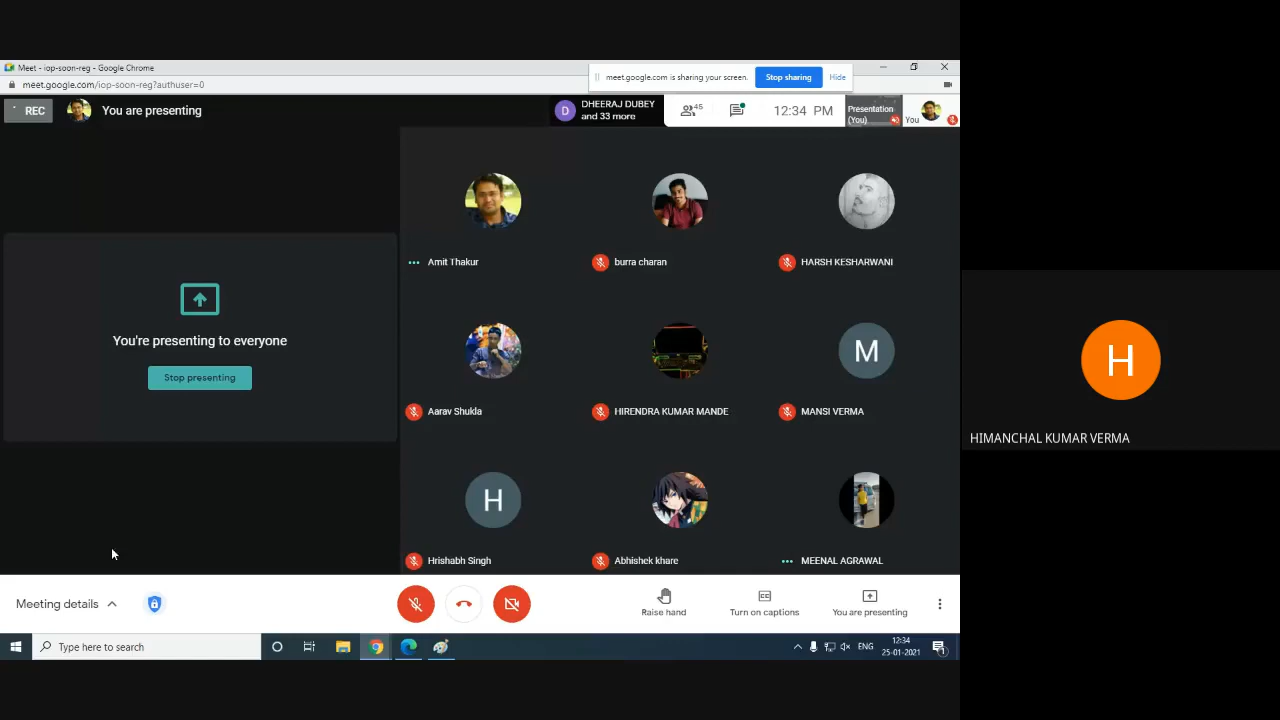 Meet - iop-soon-reg - Google Chrome
meet.google.com/iop-soon-reg?authuser=0
meet.google.com is sharing your screen.
Stop sharing
Hide
REC
You are presenting
D
DHEERAJ DUBEY
and 33 more
45
12:34 PM
Presentation
(You)
You
Amit Thakur
burra charan
HARSH KESHARWANI
You're presenting to everyone
Stop presenting
M
Aarav Shukla
HIRENDRA KUMAR MANDE
MANSI VERMA
H
HIMANCHAL KUMAR VERMA
H
Hrishabh Singh
Abhishek khare
MEENAL AGRAWAL
Meeting details
Raise hand
Turn on captions
You are presenting
Type here to search
ENG
12:34
25-01-2021
1